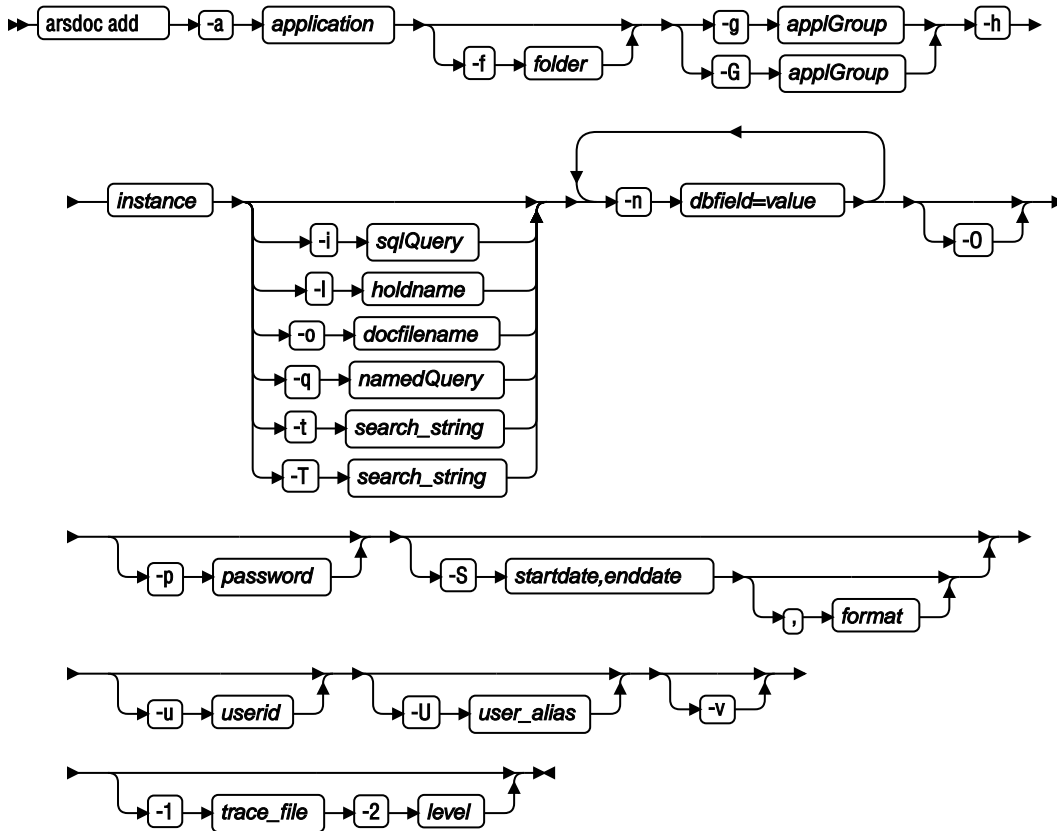 arsdoc add -a application -g applGroup -h
-f folder -G applGroup
instance -n dbfield=value
-i sqlQuery -O
-l holdname
-o docfilename
-q namedQuery
-t search_string
-T search_string
-p password -S startdate,enddate
, format
-u userid -U user_alias -v
-1 trace_file -2 level